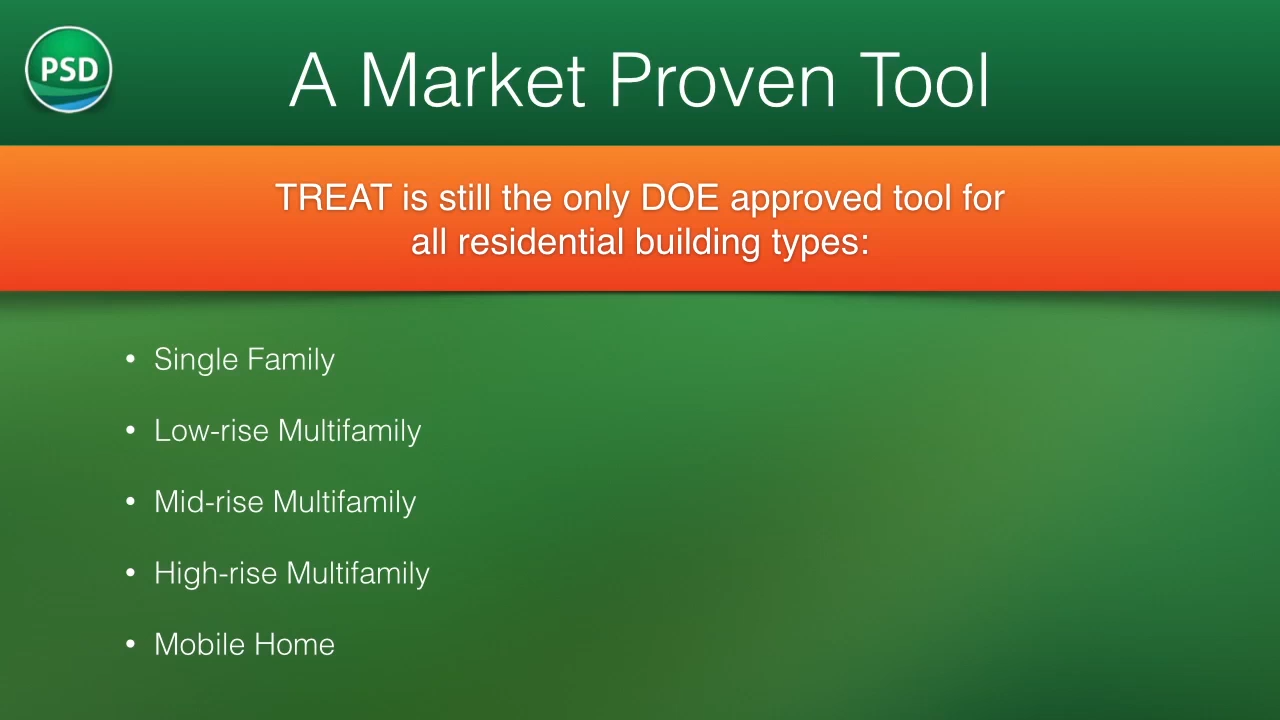 PSD
A Market Proven Tool
TREAT is still the only DOE approved tool for
all residential building types:
• Single Family
• Low-rise Multifamily
• Mid-rise Multifamily
• High-rise Multifamily
• Mobile Home